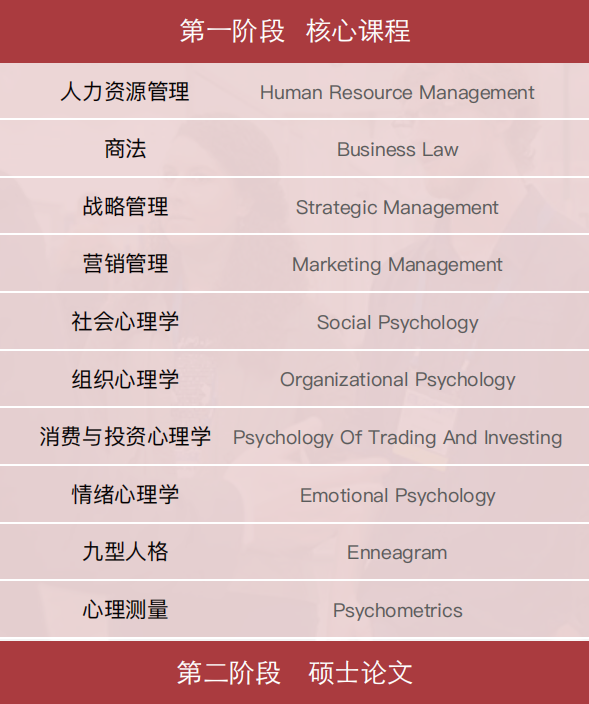 第一阶段 核心课程
人力资源管理 Human Resource Management
商法 Business Law
战略管理 Strategic Management
营销管理 Marketing Management
社会心理学 Social Psychology
组织心理学 Organizational Psychology
消费与投资心理学 Psychology Of Trading And Investing
情绪心理学 Emotional Psychology
九型人格 Enneagram
心理测量 Psychometrics
第二阶段 硕士论文